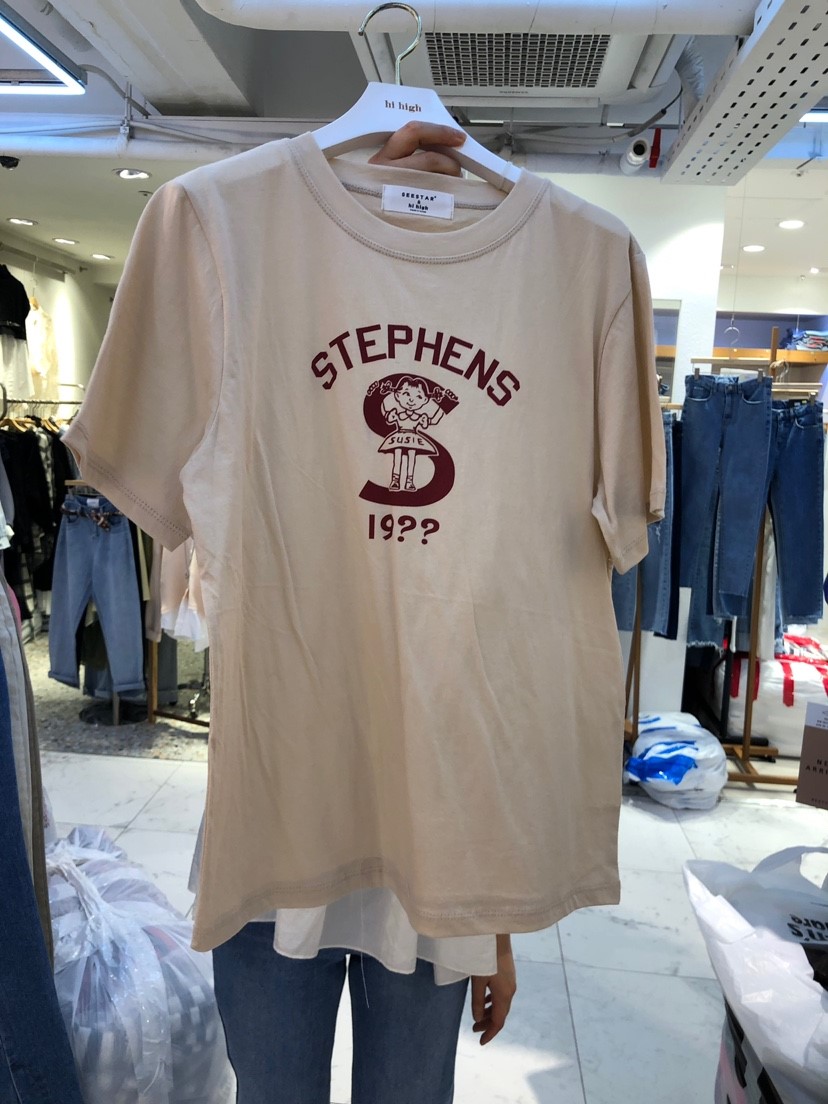 hi high
SEESTAR*
&
hi high
STEPHENS
SUSIE
19??